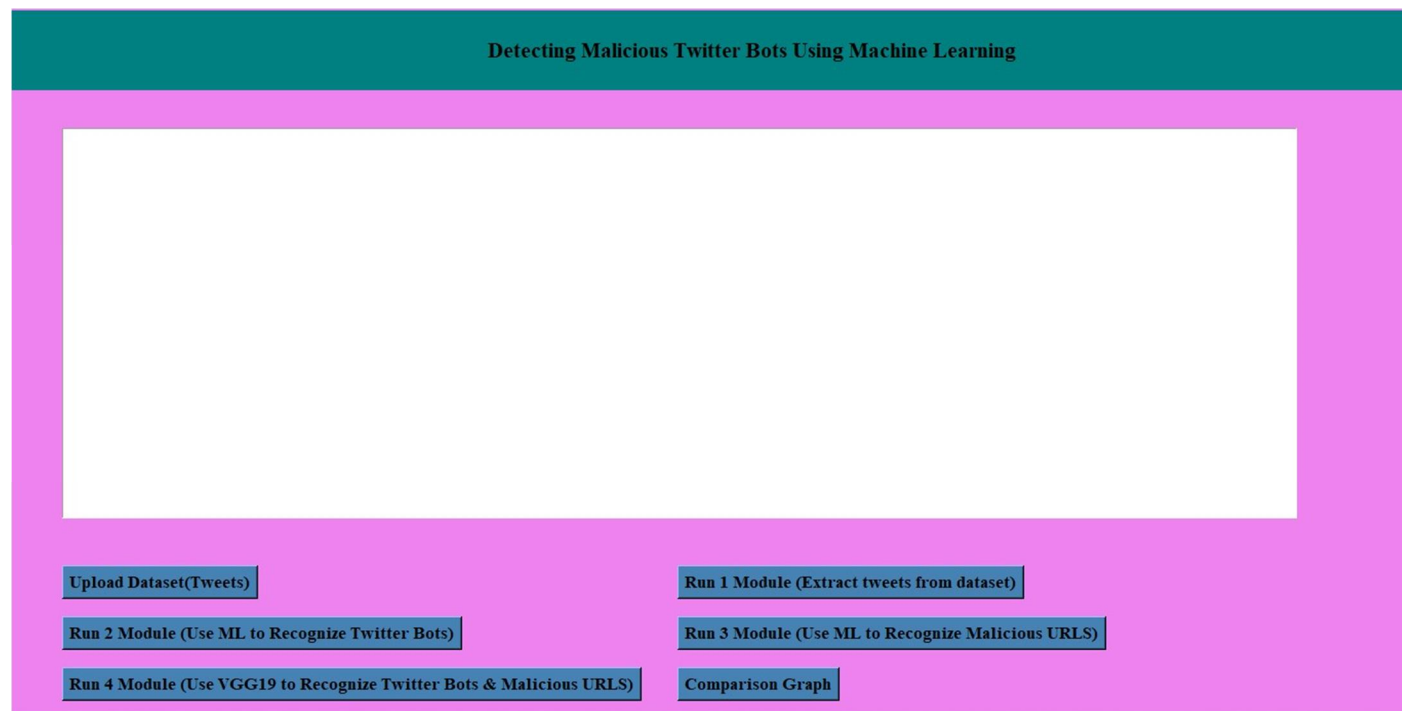 Detecting Malicious Twitter Bots Using Machine Learning
Upload Dataset(Tweets)
Run 1 Module (Extract tweets from dataset)
Run 2 Module (Use ML to Recognize Twitter Bots)
Run 3 Module (Use ML to Recognize Malicious URLS)
Run 4 Module (Use VGG19 to Recognize Twitter Bots & Malicious URLS)
Comparison Graph